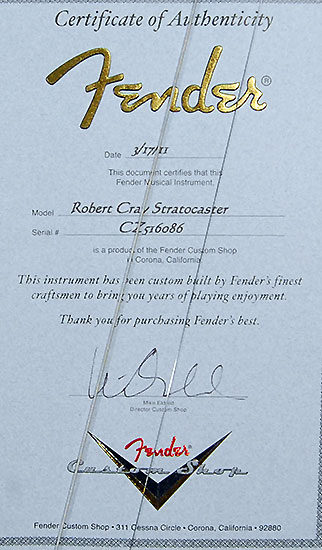 Certificate of Authenticity
Fender®
Date 3/17/11
This document certifies that this
Fender Musical Instrument.
Model Robert Cray Stratocaster
Serial # CZ516086
is a product of the Fender Custom Shop
in Corona, California
This instrument has been custom built by Fender's finest
craftsmen to bring you years of playing enjoyment.
Thank you for purchasing Fender's best.
Mike Eldred
Director Custom Shop
Fender
Custom Shop
Fender Custom Shop • 311 Cessna Circle • Corona, California • 92880